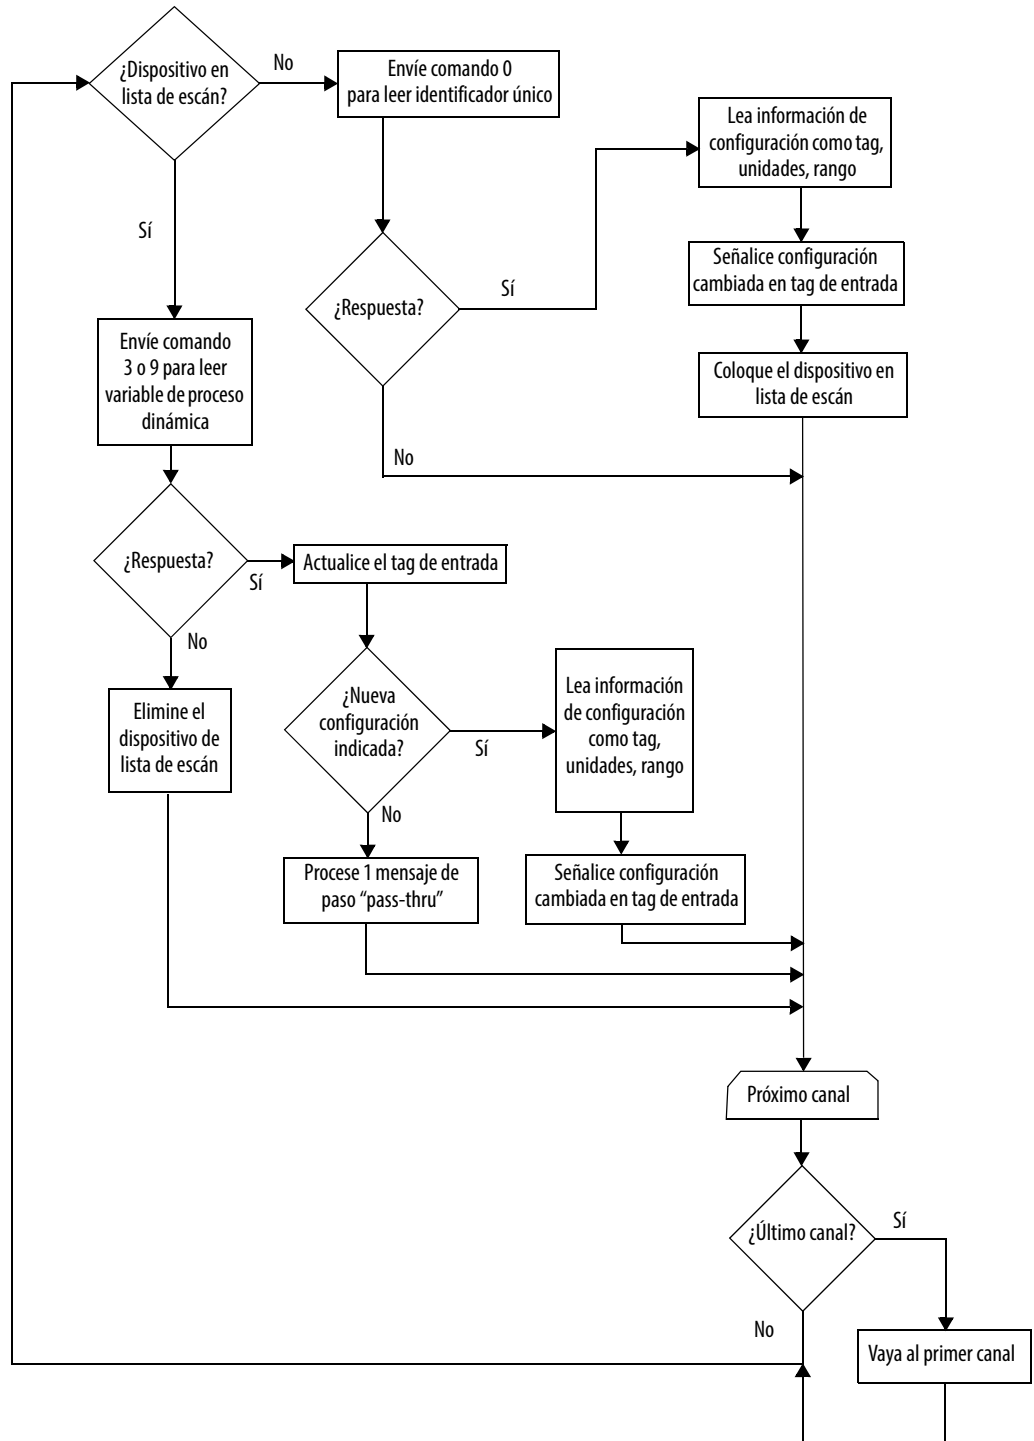 ¿Dispositivo en
lista de escán?
No
Envíe comando 0
para leer identificador único
Lea información de
configuración como tag,
unidades, rango
Sí
Señalice configuración
cambiada en tag de entrada
¿Respuesta?
Sí
Envíe comando
3 o 9 para leer
variable de proceso
dinámica
Coloque el dispositivo en
lista de escán
No
¿Respuesta?
Sí
Actualice el tag de entrada
No
Elimine el
dispositivo de
lista de escán
¿Nueva
configuración
indicada?
Sí
Lea información
de configuración
como tag,
unidades, rango
No
Procese 1 mensaje de
paso “pass-thru”
Señalice configuración
cambiada en tag de entrada
Próximo canal
¿Último canal?
Sí
No
Vaya al primer canal